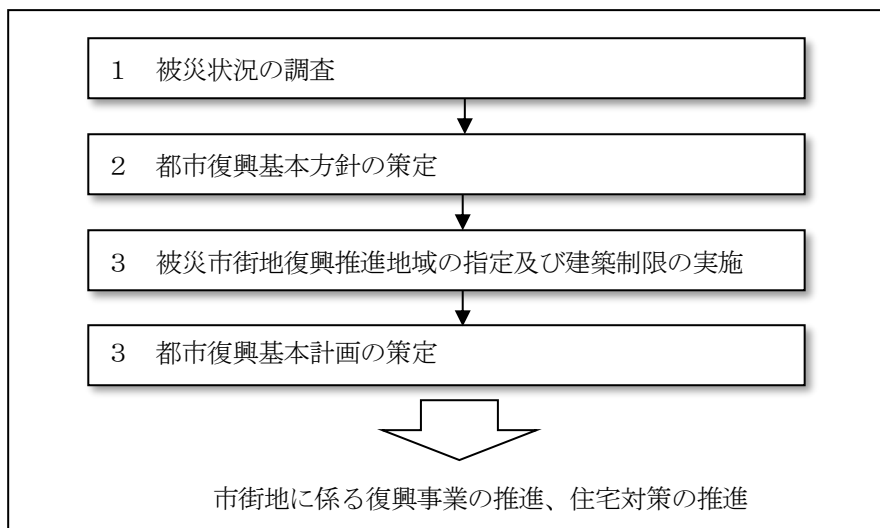 １　被災状況の調査
２　都市復興基本方針の策定
３　被災市街地復興推進地域の指定及び建築制限の実施
３　都市復興基本計画の策定
市街地に係る復興事業の推進、住宅対策の推進